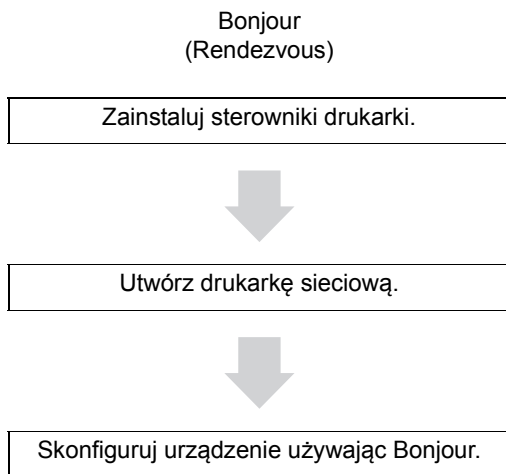 Bonjour
(Rendezvous)
Zainstaluj sterowniki drukarki.
Utwórz drukarkę sieciową.
Skonfiguruj urządzenie używając Bonjour.